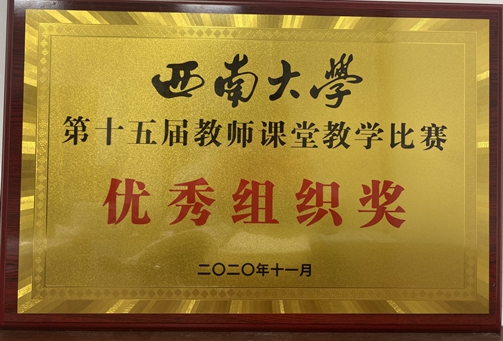 西南大學
第十五届教师课堂教学比赛
优秀组织奖
二〇二〇年十一月